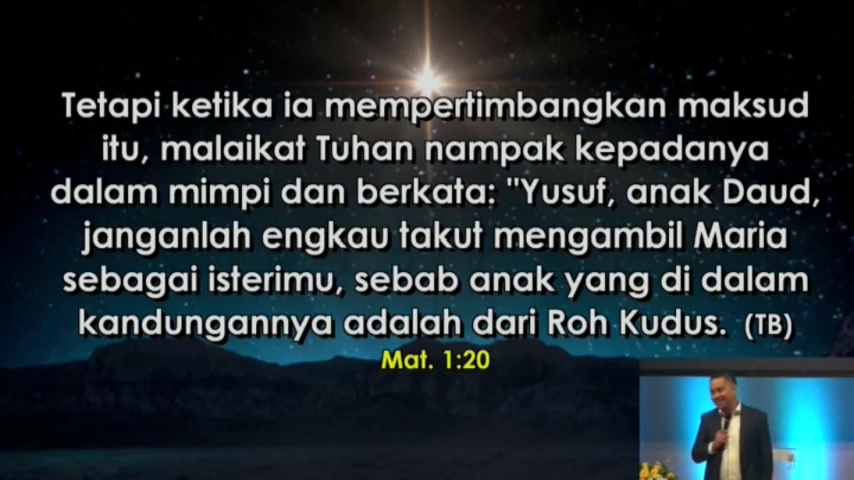 Tetapi ketika ia mempertimbangkan maksud
itu, malaikat Tuhan nampak kepadanya
dalam mimpi dan berkata: "Yusuf, anak Daud,
janganlah engkau takut mengambil Maria
sebagai isterimu, sebab anak yang di dalam
kandungannya adalah dari Roh Kudus. (TB)
Mat. 1:20